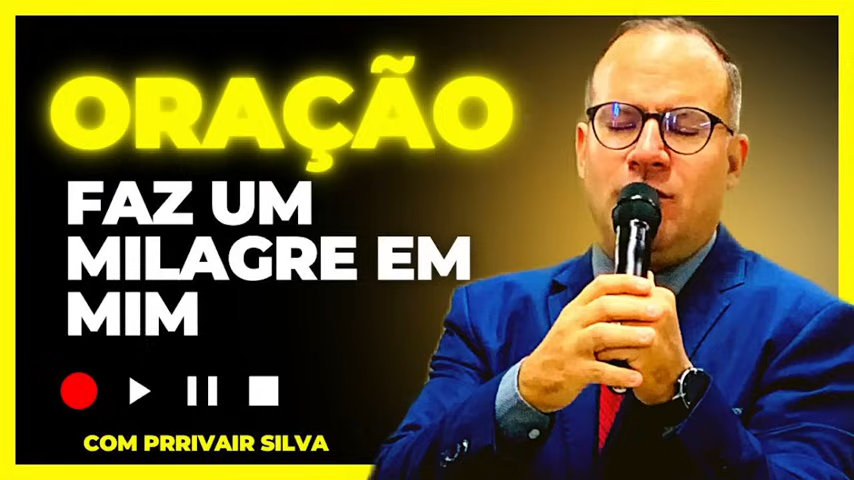 ORAÇÃO
FAZ UM
MILAGRE EM
MIM
COM PRRIVAIR SILVA